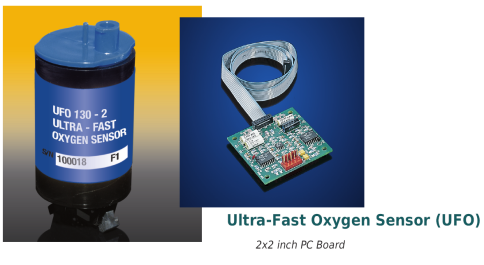 UFO 130 - 2
ULTRA - FAST
OXYGEN SENSOR
S/N 100018 F1
Ultra-Fast Oxygen Sensor (UFO)
2x2 inch PC Board